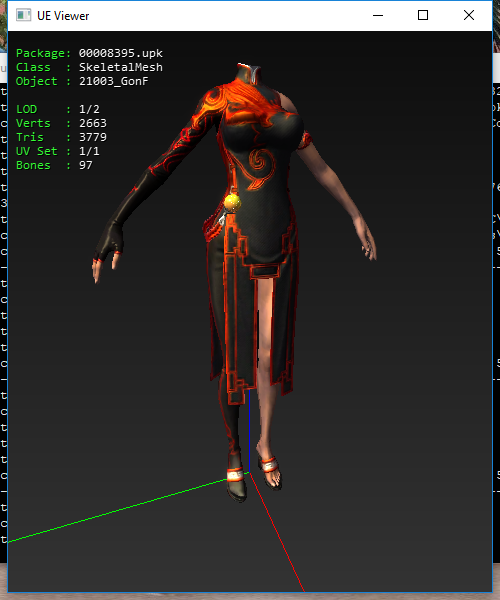 UE Viewer
Package: 00008395.upk
Class : SkeletalMesh
Object : 21003_GonF
LOD : 1/2
Verts : 2663
Tris : 3779
UV Set : 1/1
Bones : 97